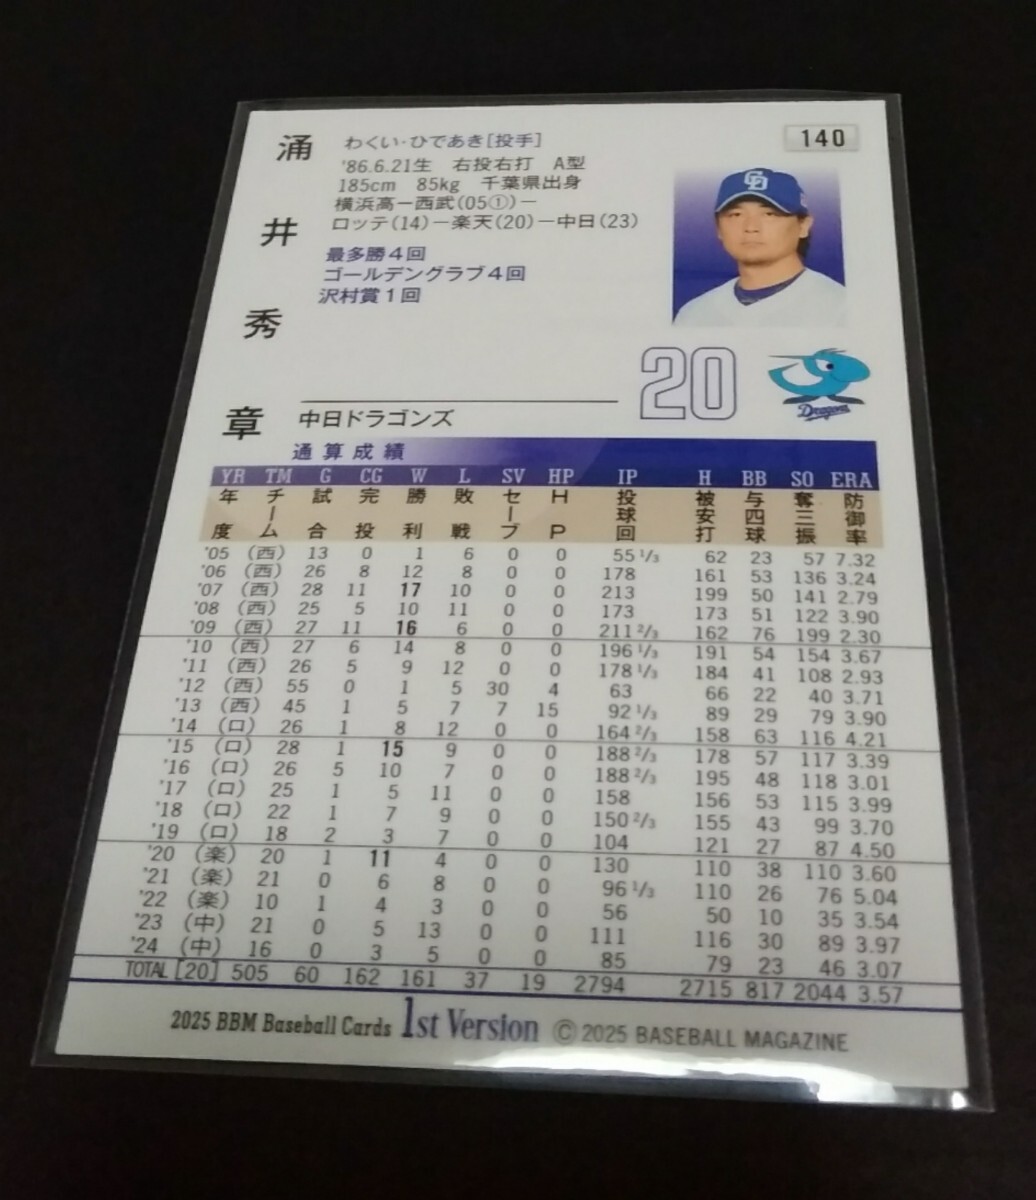 140
涌井秀章
わくい・ひであき[投手]
'86.6.21生 右投右打 A型
185cm 85kg 千葉県出身
横浜高－西武(05①)－
ロッテ(14)－楽天(20)－中日(23)
最多勝4回
ゴールデングラブ4回
沢村賞1回
CD
20
Dragons
中日ドラゴンズ
通算成績
YR TM G CG W L SV HP IP H BB SO ERA
年度 チーム 試合 完投 勝利 敗戦 セーブ HP 投球回 被安打 与四球 奪三振 防御率
'05 (西) 13 0 1 6 0 0 55 1/3 62 23 57 7.32
'06 (西) 26 8 12 8 0 0 178 161 53 136 3.24
'07 (西) 28 11 17 10 0 0 213 199 50 141 2.79
'08 (西) 25 5 10 11 0 0 173 173 51 122 3.90
'09 (西) 27 11 16 6 0 0 211 2/3 162 76 199 2.30
'10 (西) 27 6 14 8 0 0 196 1/3 191 54 154 3.67
'11 (西) 26 5 9 12 0 0 178 1/3 184 41 108 2.93
'12 (西) 55 0 1 5 30 4 63 66 22 40 3.71
'13 (西) 45 1 5 7 7 15 92 1/3 89 29 79 3.90
'14 (ロ) 26 1 8 12 0 0 164 2/3 158 63 116 4.21
'15 (ロ) 28 1 15 9 0 0 188 2/3 178 57 117 3.39
'16 (ロ) 26 5 10 7 0 0 188 2/3 195 48 118 3.01
'17 (ロ) 25 1 5 11 0 0 158 156 53 115 3.99
'18 (ロ) 22 1 7 9 0 0 150 2/3 155 43 99 3.70
'19 (ロ) 18 2 3 7 0 0 104 121 27 87 4.50
'20 (楽) 20 1 11 4 0 0 130 110 38 110 3.60
'21 (楽) 21 0 6 8 0 0 96 1/3 110 26 76 5.04
'22 (楽) 10 1 4 3 0 0 56 50 10 35 3.54
'23 (中) 21 0 5 13 0 0 111 116 30 89 3.97
'24 (中) 16 0 3 5 0 0 85 79 23 46 3.07
TOTAL [20] 505 60 162 161 37 19 2794 2715 817 2044 3.57
2025 BBM Baseball Cards 1st Version © 2025 BASEBALL MAGAZINE